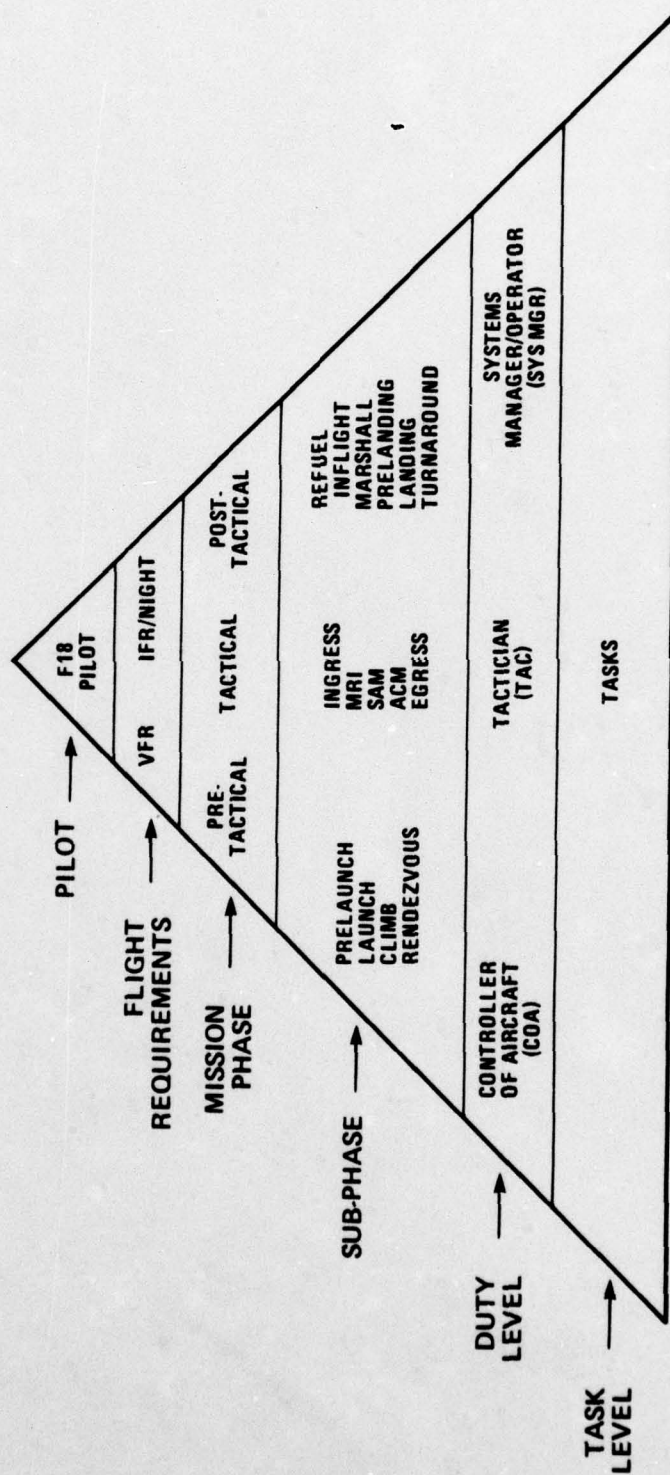 PILOT
F18
PILOT
FLIGHT
REQUIREMENTS
VFR
IFR/NIGHT
MISSION
PHASE
PRE-
TACTICAL
TACTICAL
POST-
TACTICAL
SUB-PHASE
PRELAUNCH
LAUNCH
CLIMB
RENDEZVOUS
INGRESS
MRI
SAM
ACM
EGRESS
REFUEL
INFLIGHT
MARSHALL
PRELANDING
LANDING
TURNAROUND
DUTY
LEVEL
CONTROLLER
OF AIRCRAFT
(COA)
TACTICIAN
(TAC)
SYSTEMS
MANAGER/OPERATOR
(SYS MGR)
TASK
LEVEL
TASKS